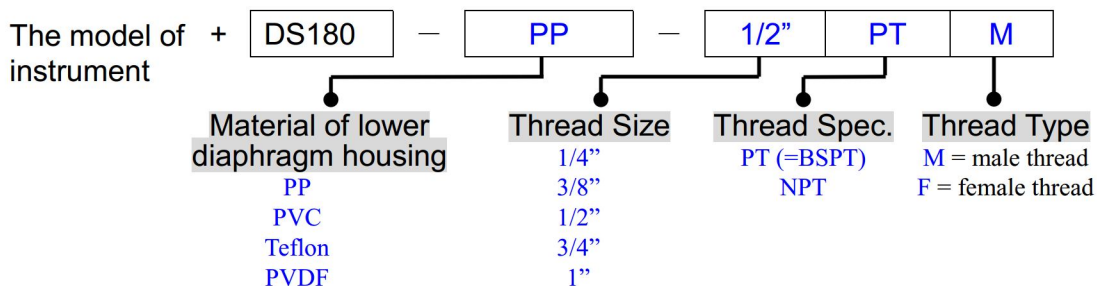 The model of instrument + DS180 – PP – 1/2” PT M
Material of lower diaphragm housing
PP
PVC
Teflon
PVDF
Thread Size
1/4”
3/8”
1/2”
3/4”
1”
Thread Spec.
PT (=BSPT)
NPT
Thread Type
M = male thread
F = female thread